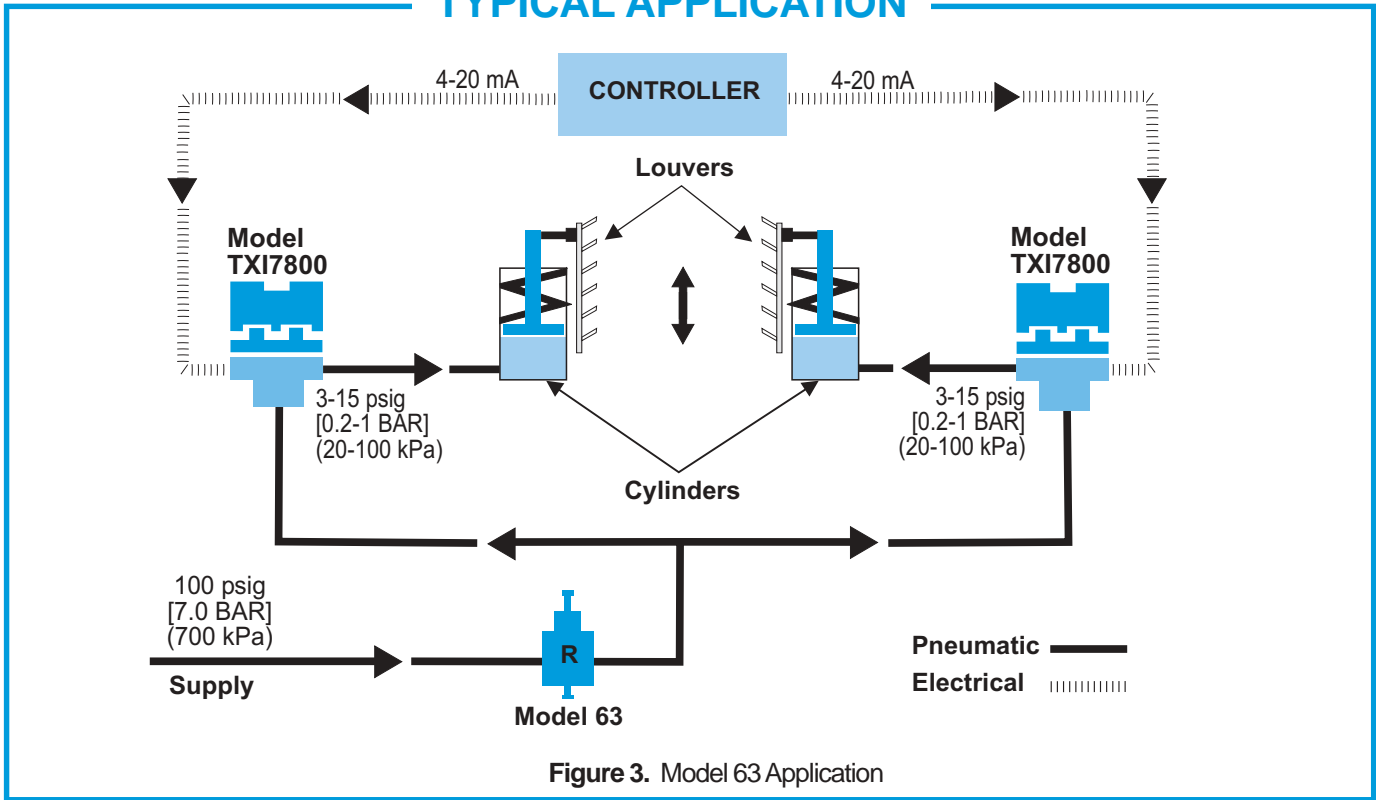 TYPICAL APPLICATION
4-20 mA
CONTROLLER
4-20 mA
Louvers
Model
TXI7800
Model
TXI7800
3-15 psig
[0.2-1 BAR]
(20-100 kPa)
3-15 psig
[0.2-1 BAR]
(20-100 kPa)
Cylinders
100 psig
[7.0 BAR]
(700 kPa)
Supply
R
Model 63
Pneumatic
Electrical
Figure 3. Model 63 Application